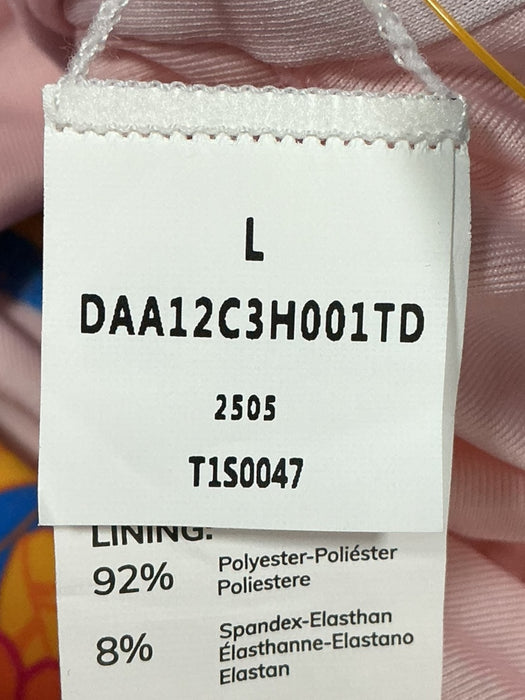 L
DAA12C3H001TD
2505
T1S0047
LINING:
92% Polyester-Poliéster
Poliestere
8% Spandex-Elasthan
Élasthanne-Elastano
Elastan